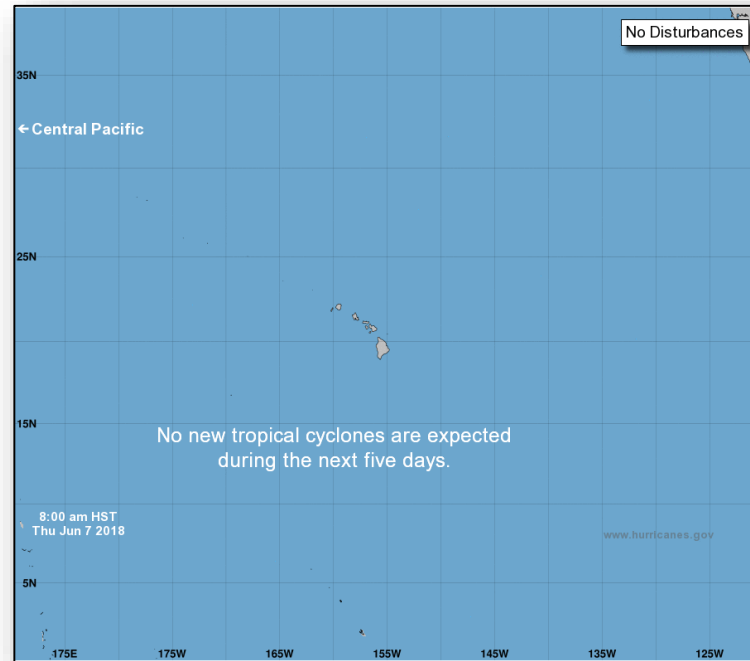 No Disturbances
35N
←Central Pacific
25N
15N
No new tropical cyclones are expected
during the next five days.
8:00 am HST
Thu Jun 7 2018
www.hurricanes.gov
5N
175E 175W 165W 155W 145W 135W 125W